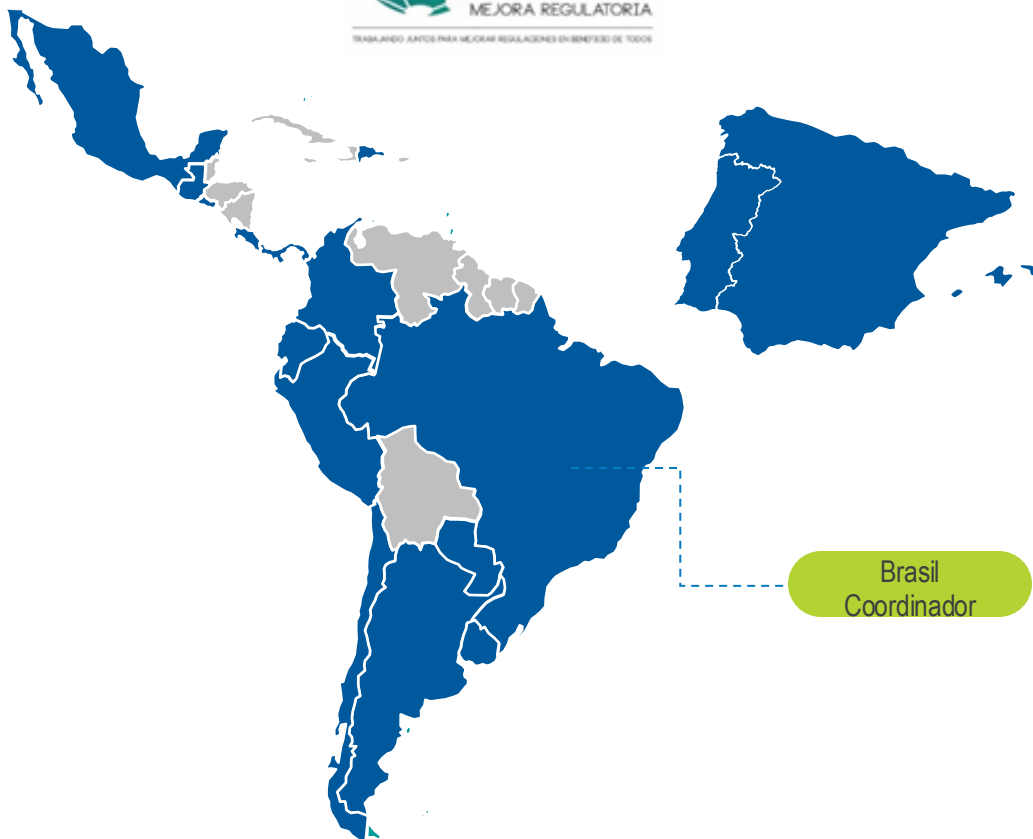 MEJORA REGULATORIA
TRABAJANDO JUNTOS PARA MEJORAR REGULACIONES EN BENEFICIO DE TODOS
Brasil
Coordinador